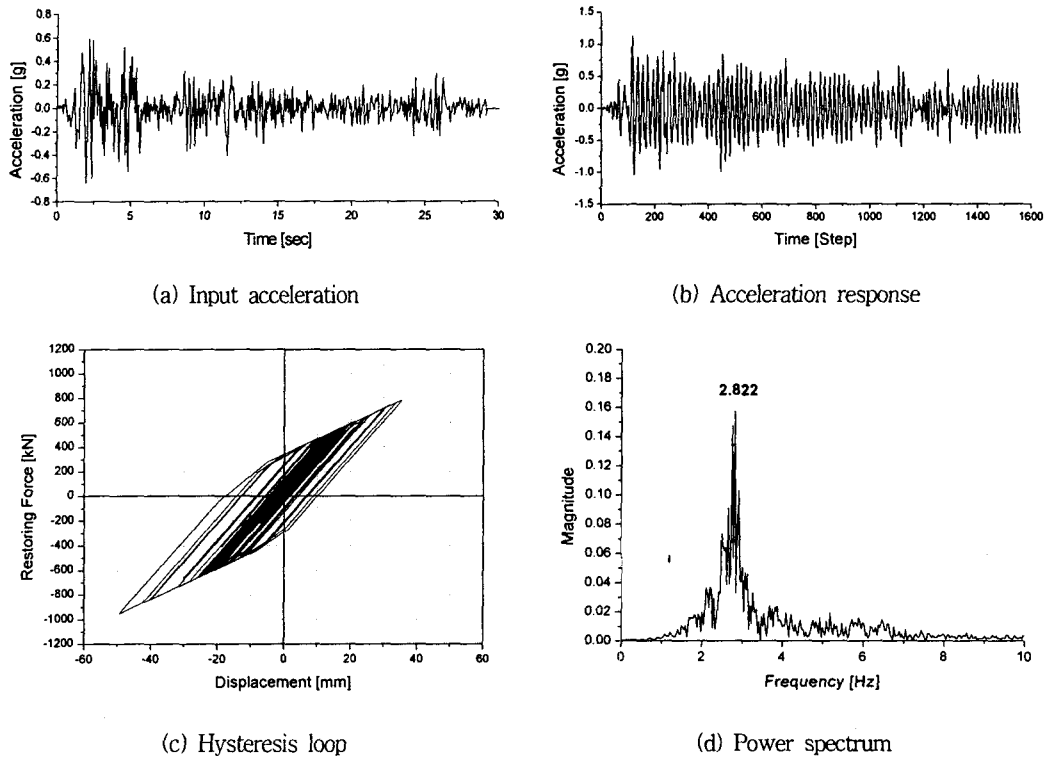 0.8
0.6
0.4
0.2
0.0
-0.2
-0.4
-0.6
-0.8
Acceleration [g]
0 5 10 15 20 25 30
Time [sec]
(a) Input acceleration
1.5
1.0
0.5
0.0
-0.5
-1.0
-1.5
Acceleration [g]
0 200 400 600 800 1000 1200 1400 1600
Time [Step]
(b) Acceleration response
1200
1000
800
600
400
200
0
-200
-400
-600
-800
-1000
-1200
Restoring Force [kN]
-60 -40 -20 0 20 40 60
Displacement [mm]
(c) Hysteresis loop
0.20
0.18
0.16
0.14
0.12
0.10
0.08
0.06
0.04
0.02
0.00
Magnitude
2.822
0 2 4 6 8 10
Frequency [Hz]
(d) Power spectrum